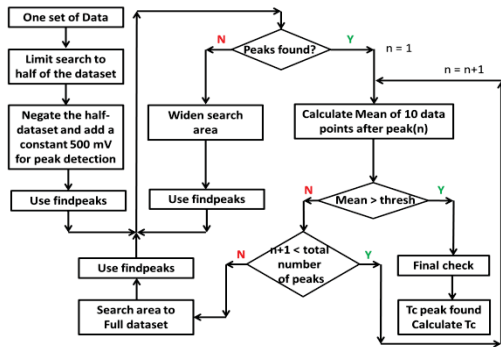 One set of Data
Limit search to
half of the dataset
Negate the half-
dataset and add a
constant 500 mV
for peak detection
Use findpeaks
Use findpeaks
Search area to
Full dataset
N
Peaks found?
Y
n = 1
n = n+1
Widen search
area
Use findpeaks
Calculate Mean of 10 data
points after peak(n)
N
Mean > thresh
Y
N
n+1 < total
number
of peaks
Y
Final check
Tc peak found
Calculate Tc